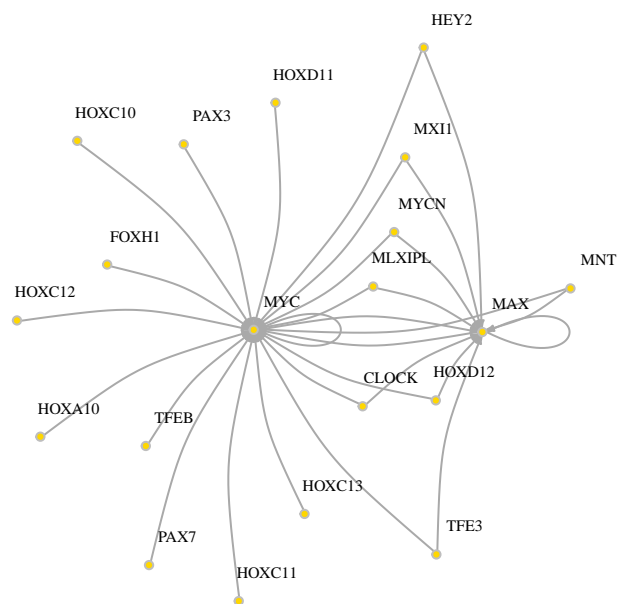 HEY2
HOXD11
HOXC10
PAX3
MXI1
MYCN
FOXH1
MLXIPL
MNT
HOXC12
MYC
MAX
CLOCK
HOXD12
HOXA10
TFEB
HOXC13
TFE3
PAX7
HOXC11